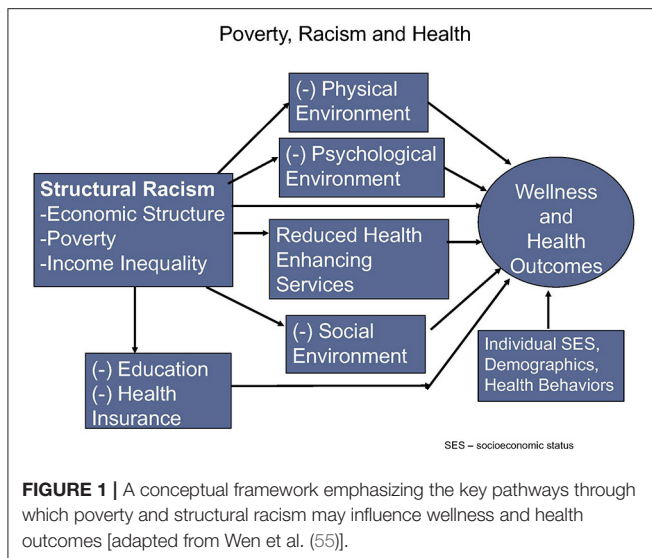 Poverty, Racism and Health
(-) Physical
Environment
(-) Psychological
Environment
Structural Racism
-Economic Structure
-Poverty
-Income Inequality
Wellness
and
Health
Outcomes
Reduced Health
Enhancing
Services
(-) Social
Environment
Individual SES,
Demographics,
Health Behaviors
(-) Education
(-) Health
Insurance
SES – socioeconomic status
FIGURE 1 | A conceptual framework emphasizing the key pathways through
which poverty and structural racism may influence wellness and health
outcomes [adapted from Wen et al. (55)].